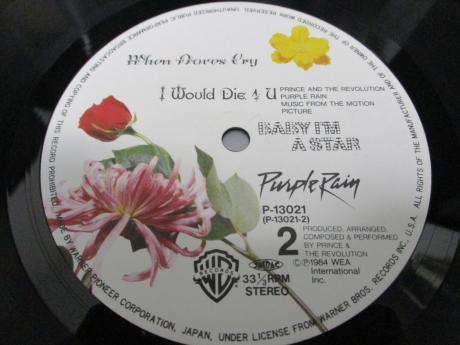 When Doves Cry
I Would Die 4 U
PRINCE AND THE REVOLUTION
PURPLE RAIN
MUSIC FROM THE MOTION
PICTURE
BABY I'M
A STAR
Purple Rain
P-13021
(P-13021-2)
2
PRODUCED, ARRANGED,
COMPOSED & PERFORMED
BY PRINCE &
THE REVOLUTION
WB
RECORDS
33⅓RPM
STEREO
JASRAC
©℗1984 WEA
International
Inc.
MADE BY WARNER-PIONEER CORPORATION, JAPAN, UNDER LICENSE FROM WARNER BROS. RECORDS INC., U.S.A. ALL RIGHTS OF THE MANUFACTURER AND OF THE OWNER OF THE RECORDED WORK RESERVED. UNAUTHORIZED PUBLIC PERFORMANCE, BROADCASTING AND COPYING OF THIS RECORD PROHIBITED